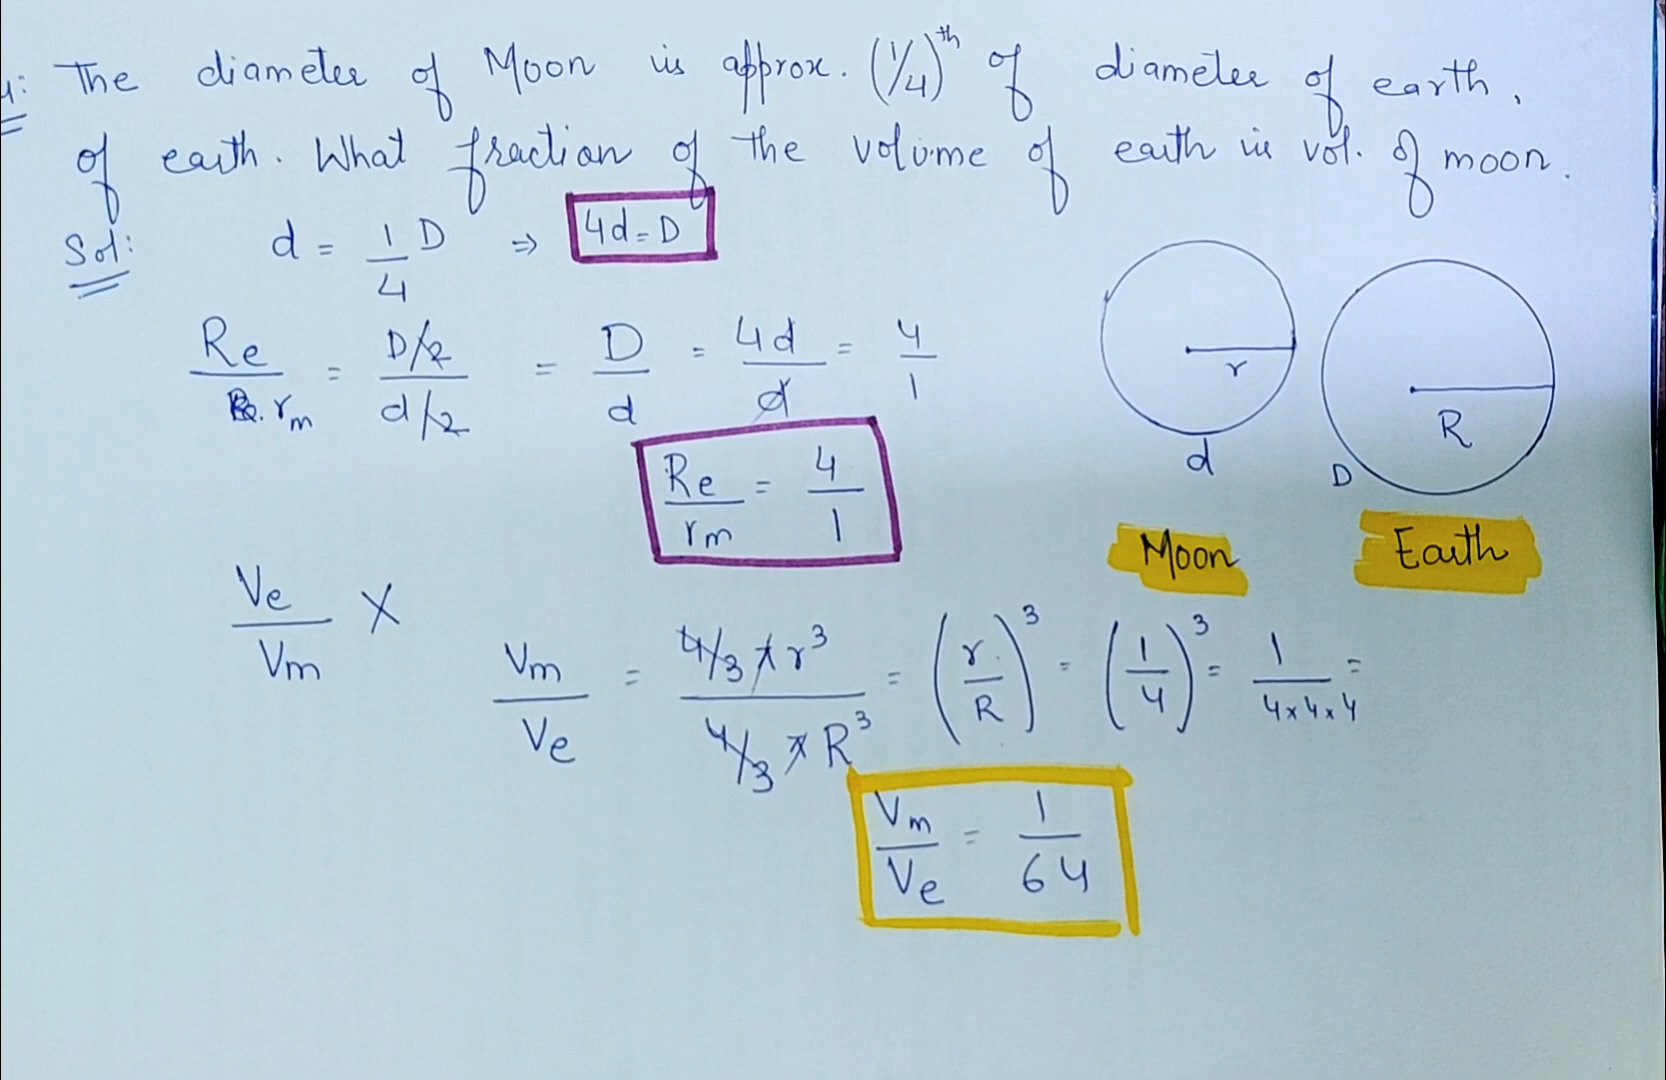 4: The diameter of Moon is approx. (1/4)th of diameter of earth,
of earth. What fraction of the volume of earth is vol. of moon.
Sol: d = 1/4 D ⇒ 4d = D
Re/rm = (D/2)/(d/2) = D/d = 4d/d = 4/1
r
R
d
D
Re/rm = 4/1
Moon Earth
Ve/Vm X
Vm/Ve = (4/3 π r³)/(4/3 π R³) = (r/R)³ = (1/4)³ = 1/(4x4x4) =
Vm/Ve = 1/64